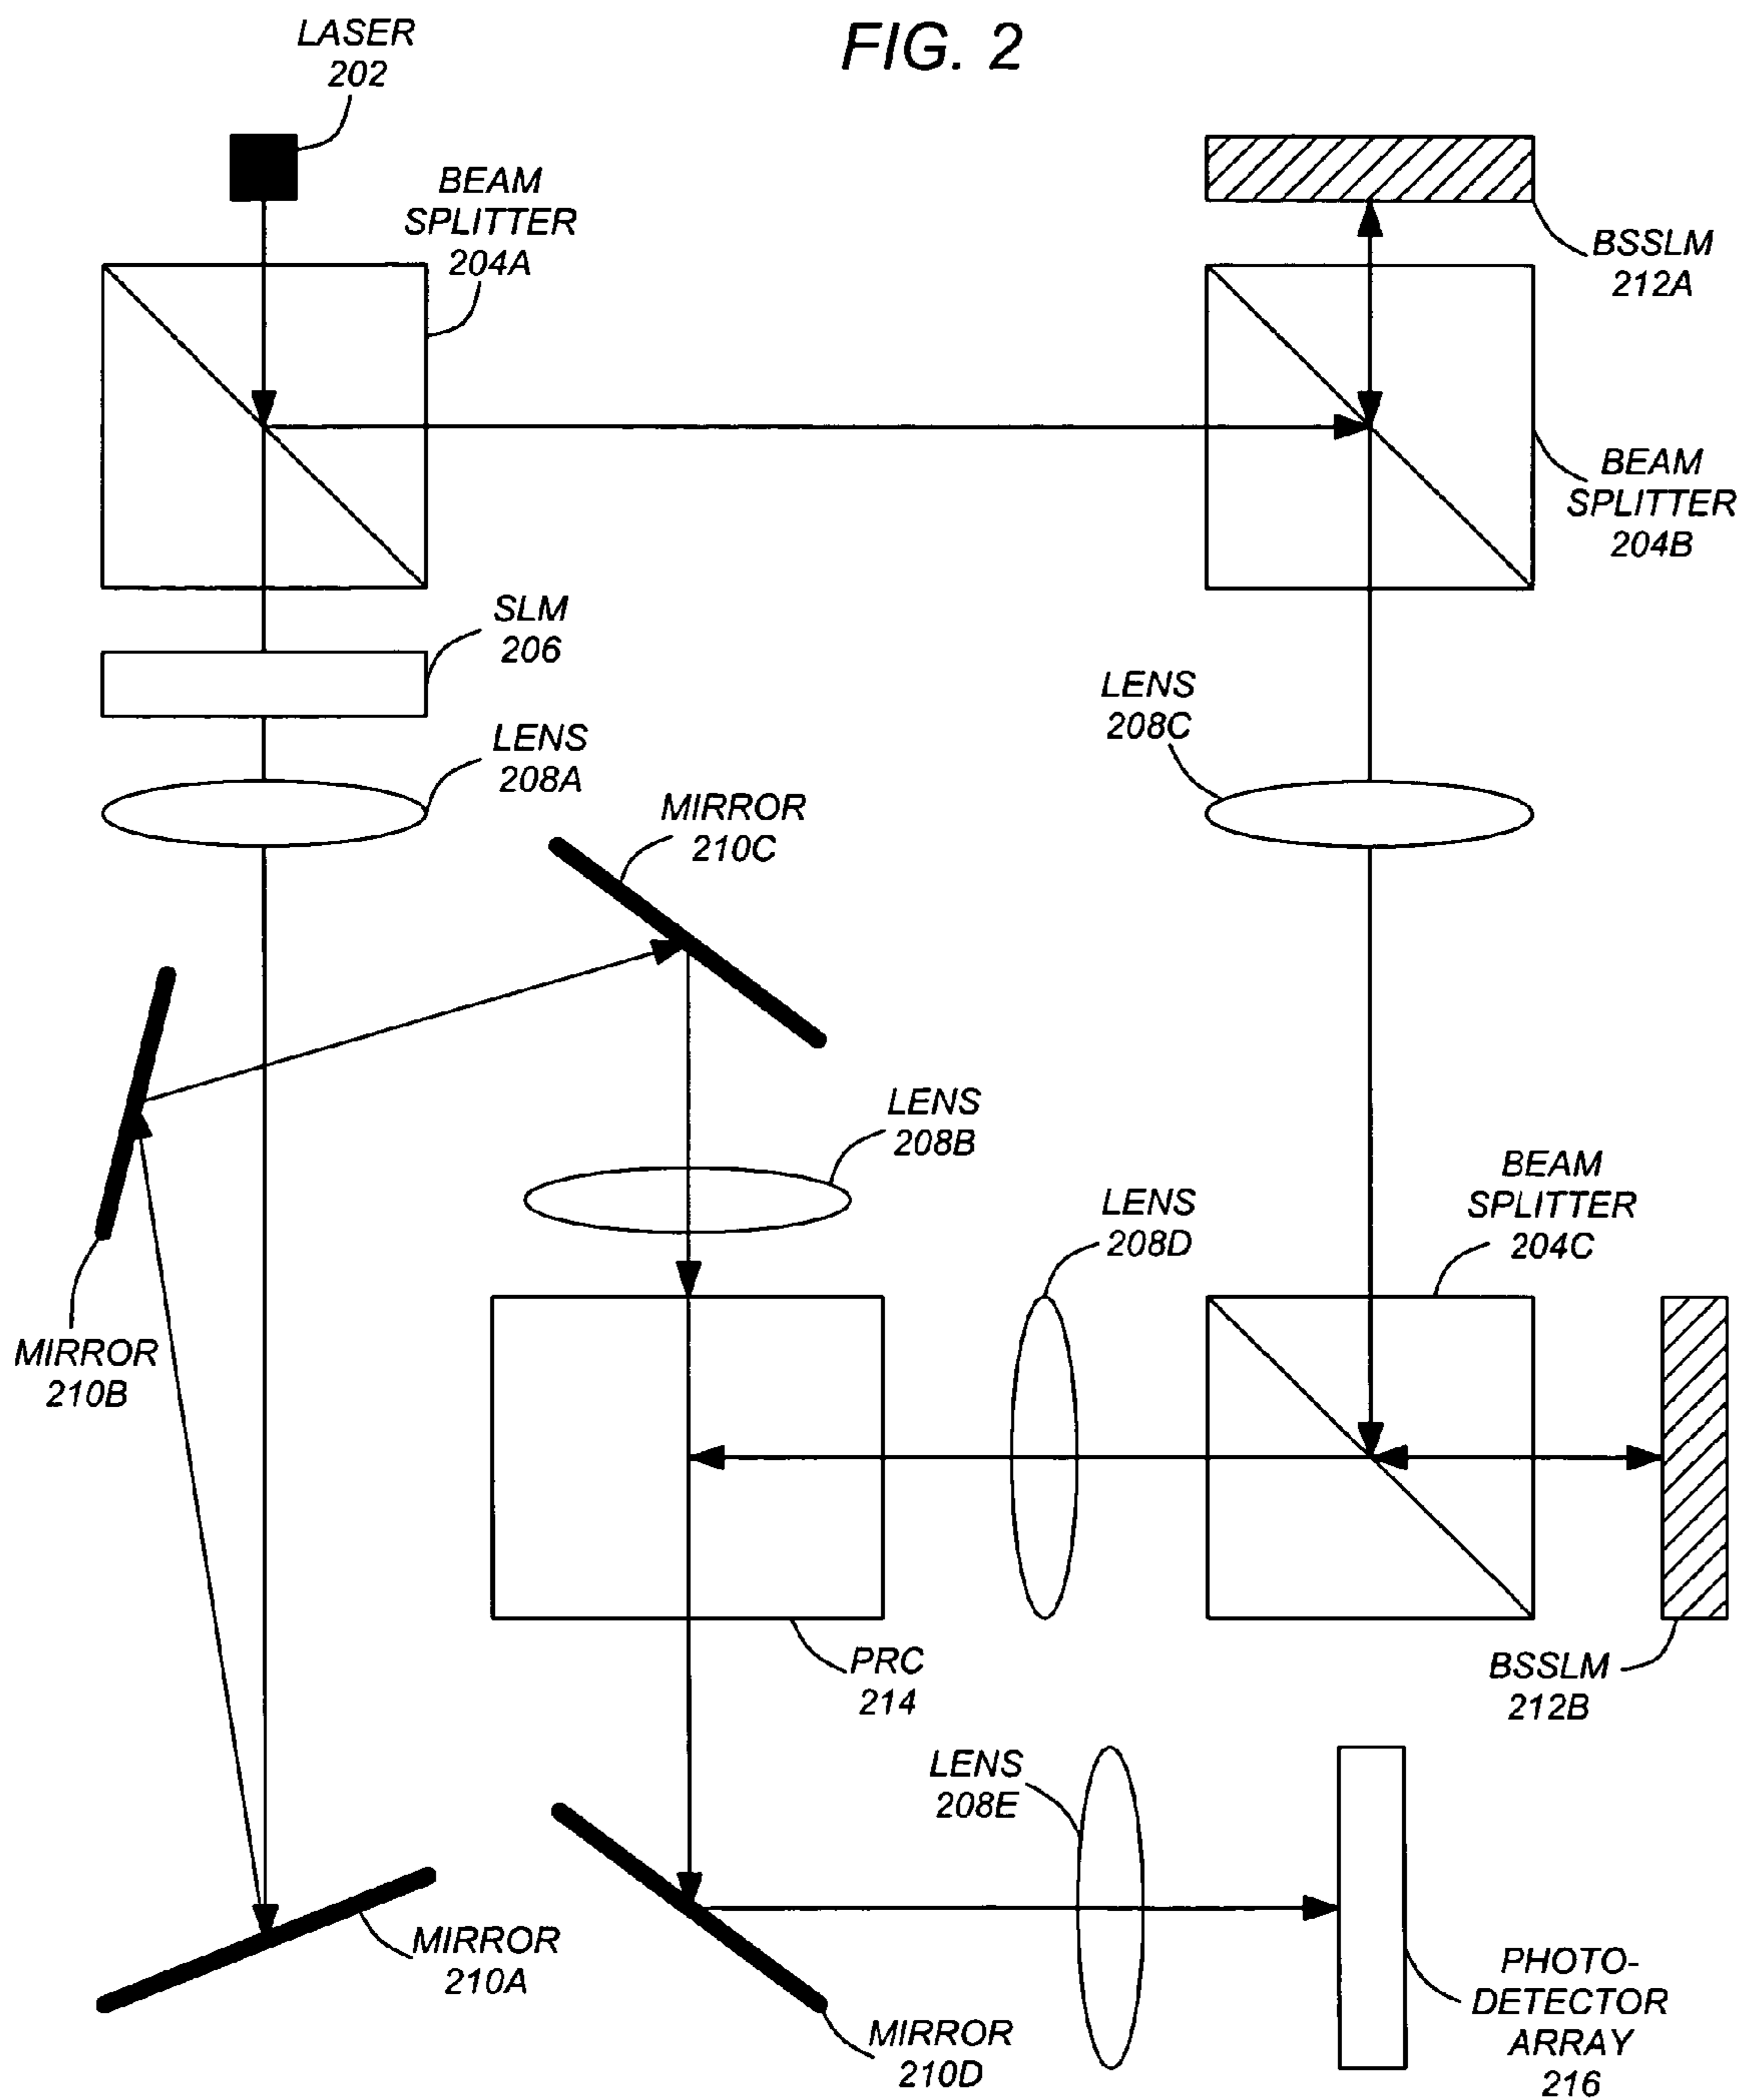 FIG. 2
LASER
202
BEAM
SPLITTER
204A
BSSLM
212A
BEAM
SPLITTER
204B
SLM
206
LENS
208A
LENS
208C
MIRROR
210C
LENS
208B
LENS
208D
BEAM
SPLITTER
204C
MIRROR
210B
PRC
214
BSSLM
212B
LENS
208E
MIRROR
210A
MIRROR
210D
PHOTO-
DETECTOR
ARRAY
216